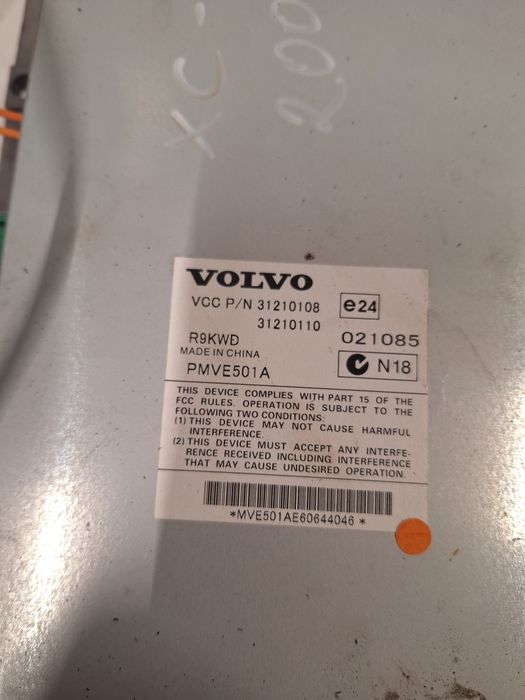 XC-
200
VOLVO
VCC P/N 31210108
31210110
e24
R9KWD
021085
MADE IN CHINA
PMVE501A
N18
THIS DEVICE COMPLIES WITH PART 15 OF THE
FCC RULES. OPERATION IS SUBJECT TO THE
FOLLOWING TWO CONDITIONS:
(1) THIS DEVICE MAY NOT CAUSE HARMFUL
INTERFERENCE.
(2) THIS DEVICE MUST ACCEPT ANY INTERFE-
RENCE RECEIVED INCLUDING INTERFERENCE
THAT MAY CAUSE UNDESIRED OPERATION.
*MVE501AE60644046*